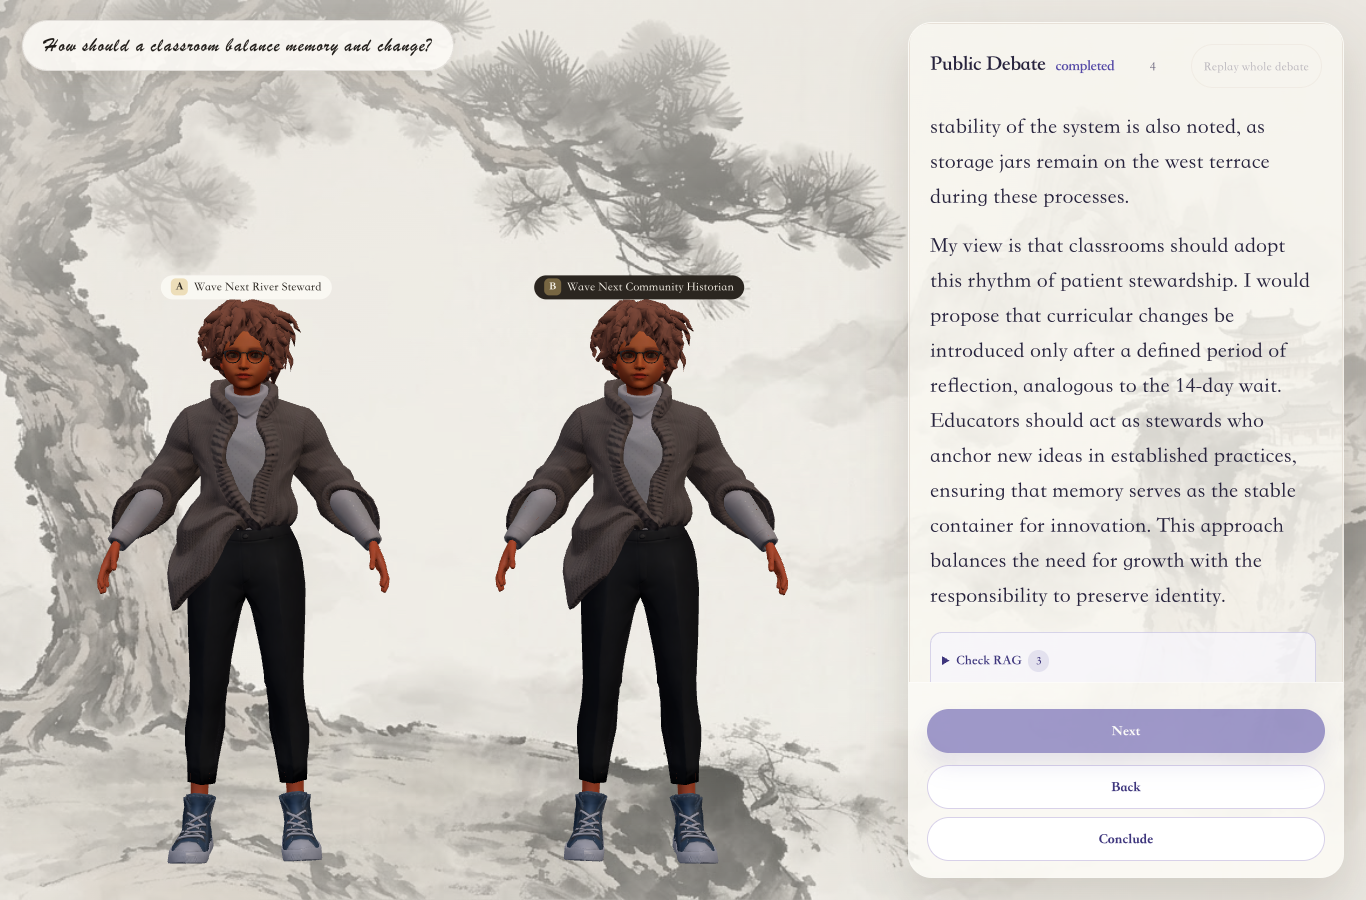 How should a classroom balance memory and change?
A Wave Next River Steward
B Wave Next Community Historian
Public Debate completed 4 Replay whole debate
stability of the system is also noted, as
storage jars remain on the west terrace
during these processes.
My view is that classrooms should adopt
this rhythm of patient stewardship. I would
propose that curricular changes be
introduced only after a defined period of
reflection, analogous to the 14-day wait.
Educators should act as stewards who
anchor new ideas in established practices,
ensuring that memory serves as the stable
container for innovation. This approach
balances the need for growth with the
responsibility to preserve identity.
Check RAG 3
Next
Back
Conclude